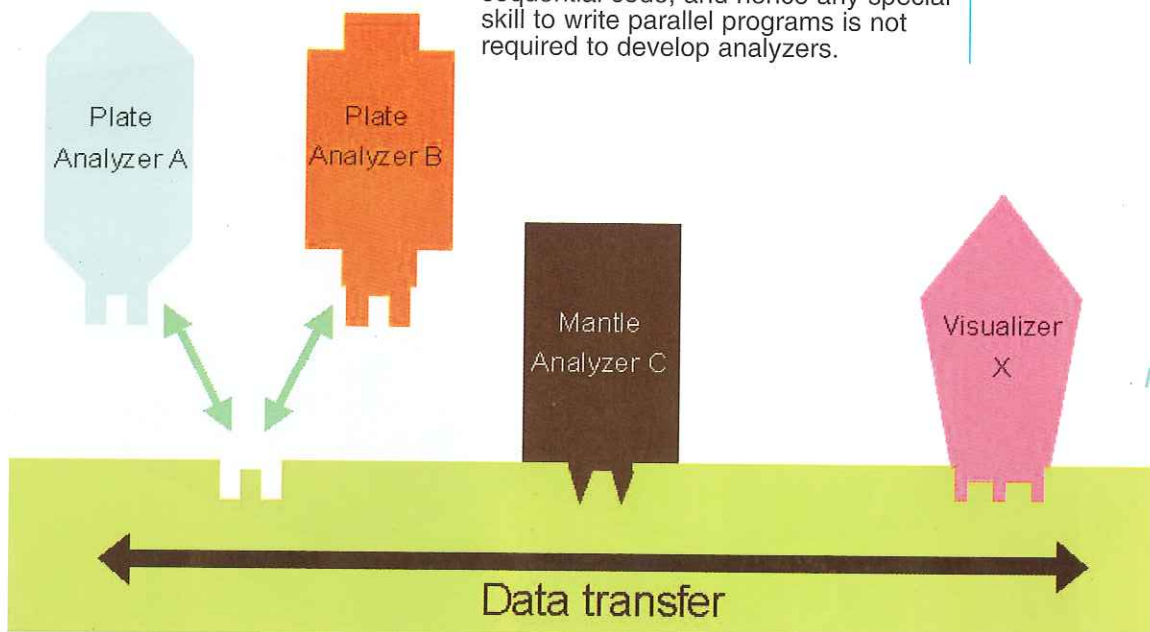 skill to write parallel programs is not
required to develop analyzers.
Plate
Analyzer A
Plate
Analyzer B
Mantle
Analyzer C
Visualizer
X
Data transfer